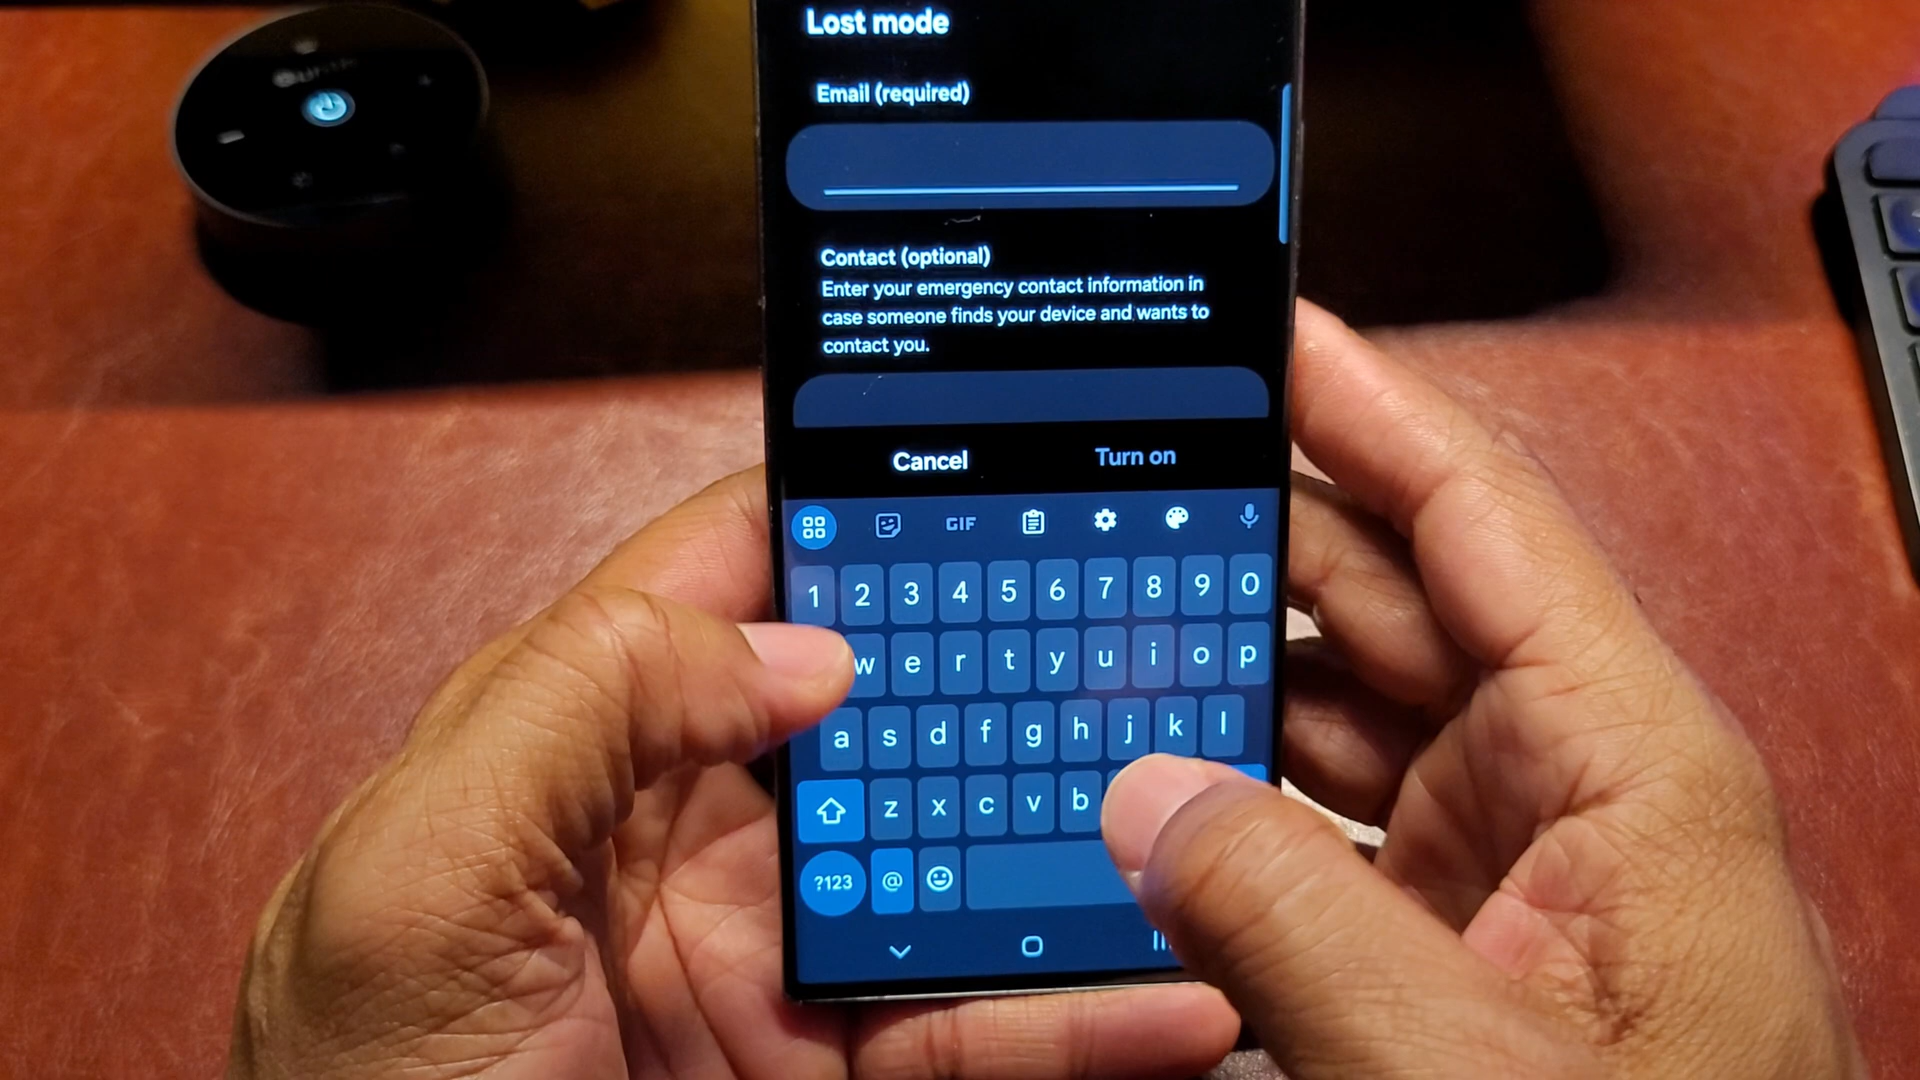 Lost mode
Email (required)
Contact (optional)
Enter your emergency contact information in
case someone finds your device and wants to
contact you.
Cancel Turn on
GIF
1 2 3 4 5 6 7 8 9 0
w e r t y u i o p
a s d f g h j k l
z x c v b
?123 @